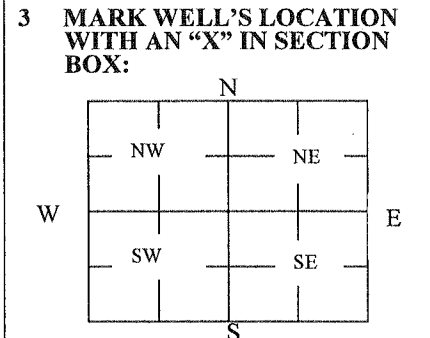 3 MARK WELL'S LOCATION
WITH AN "X" IN SECTION
BOX:
N
NW NE
W E
SW SE
S